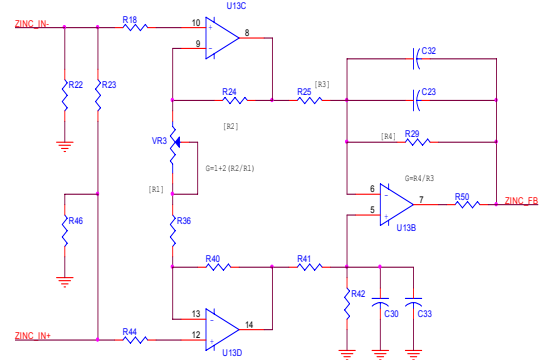 U13C
ZINC_IN-
R18
10
+
8
9
-
C32
R22
R23
R24
R25
[R3]
C23
[R2]
VR3
[R4]
R29
G=1+2(R2/R1)
G=R4/R3
[R1]
6
-
7
R50
ZINC_FB
5
+
U13B
R46
R36
R40
R41
R42
C30
C33
13
-
14
ZINC_IN+
R44
12
+
U13D